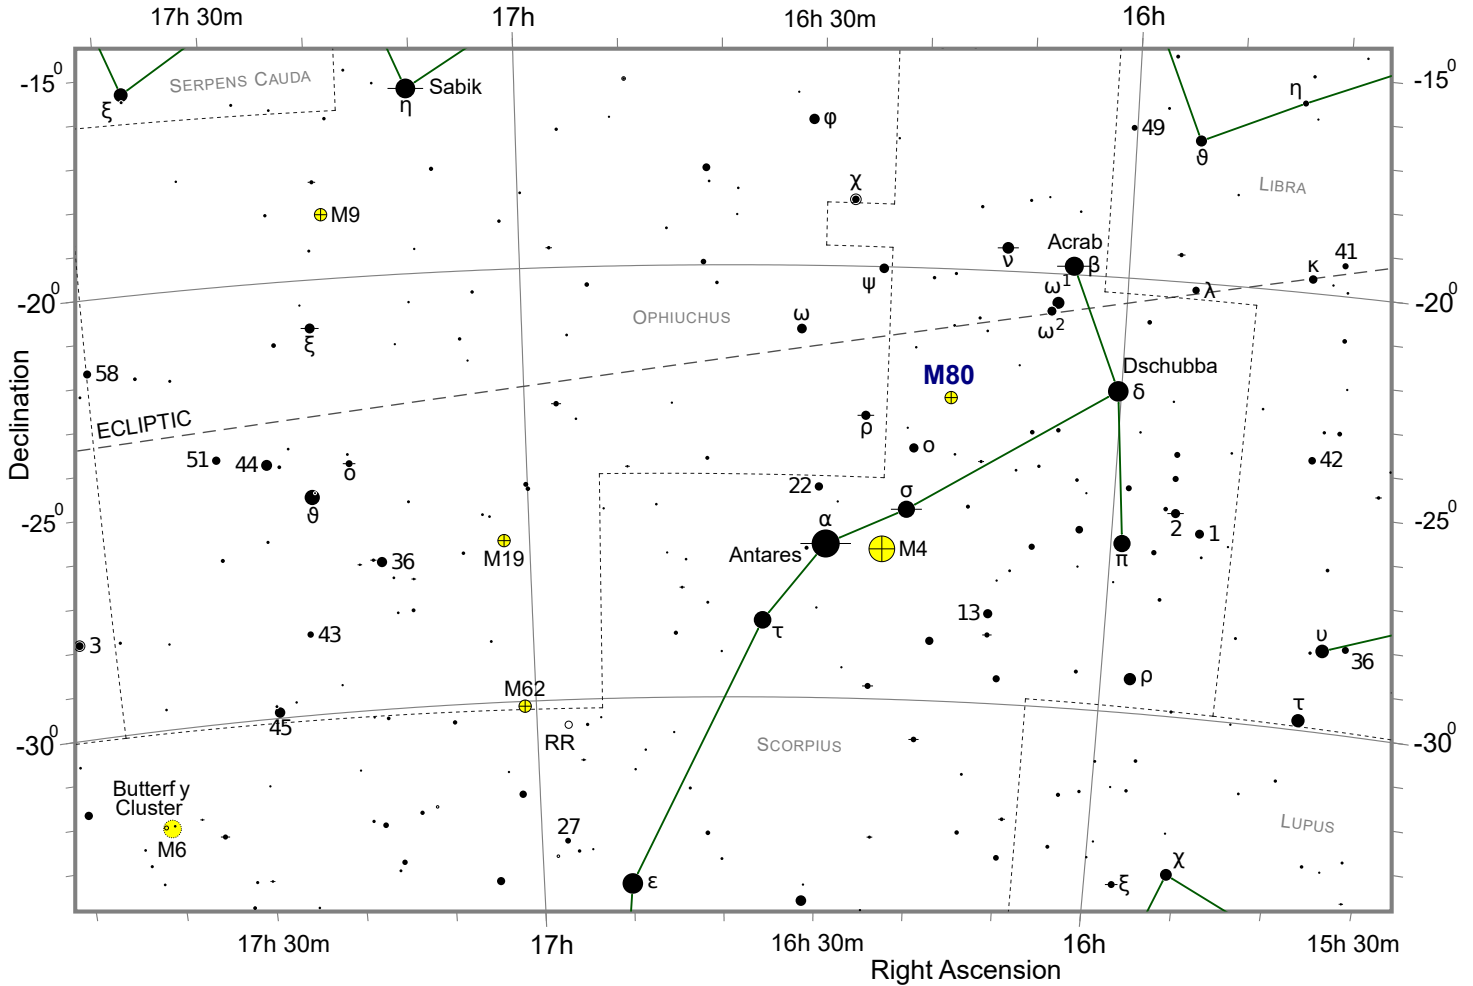 17h 30m
17h
16h 30m
16h
-15⁰
-15⁰
SERPENS CAUDA
ξ
η
Sabik
φ
49
η
ϑ
LIBRA
χ
M9
Acrab
β
ν
41
κ
λ
ψ
ω¹
ω²
-20⁰
-20⁰
OPHIUCHUS
ω
ξ
58
Dschubba
δ
M80
ECLIPTIC
ρ
ο
51
44
ο
42
22
σ
ϑ
α
Antares
M4
2
1
π
-25⁰
-25⁰
M19
36
13
τ
43
3
υ
36
M62
ρ
45
RR
τ
-30⁰
-30⁰
SCORPIUS
Butterf y
Cluster
M6
27
LUPUS
χ
ξ
ε
17h 30m
17h
16h 30m
16h
15h 30m
Right Ascension
Declination